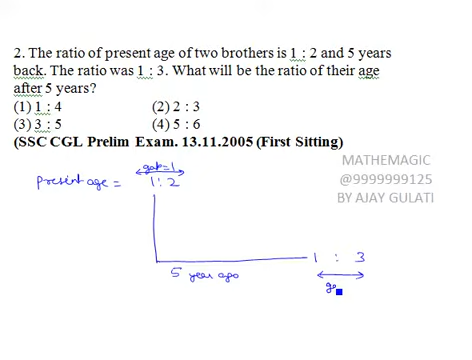 2. The ratio of present age of two brothers is 1 : 2 and 5 years
back. The ratio was 1 : 3. What will be the ratio of their age
after 5 years?
(1) 1 : 4 (2) 2 : 3
(3) 3 : 5 (4) 5 : 6
(SSC CGL Prelim Exam. 13.11.2005 (First Sitting)
MATHEMAGIC
@9999999125
BY AJAY GULATI
gap=1
Present age = 1 : 2
1 : 3
5 year ago